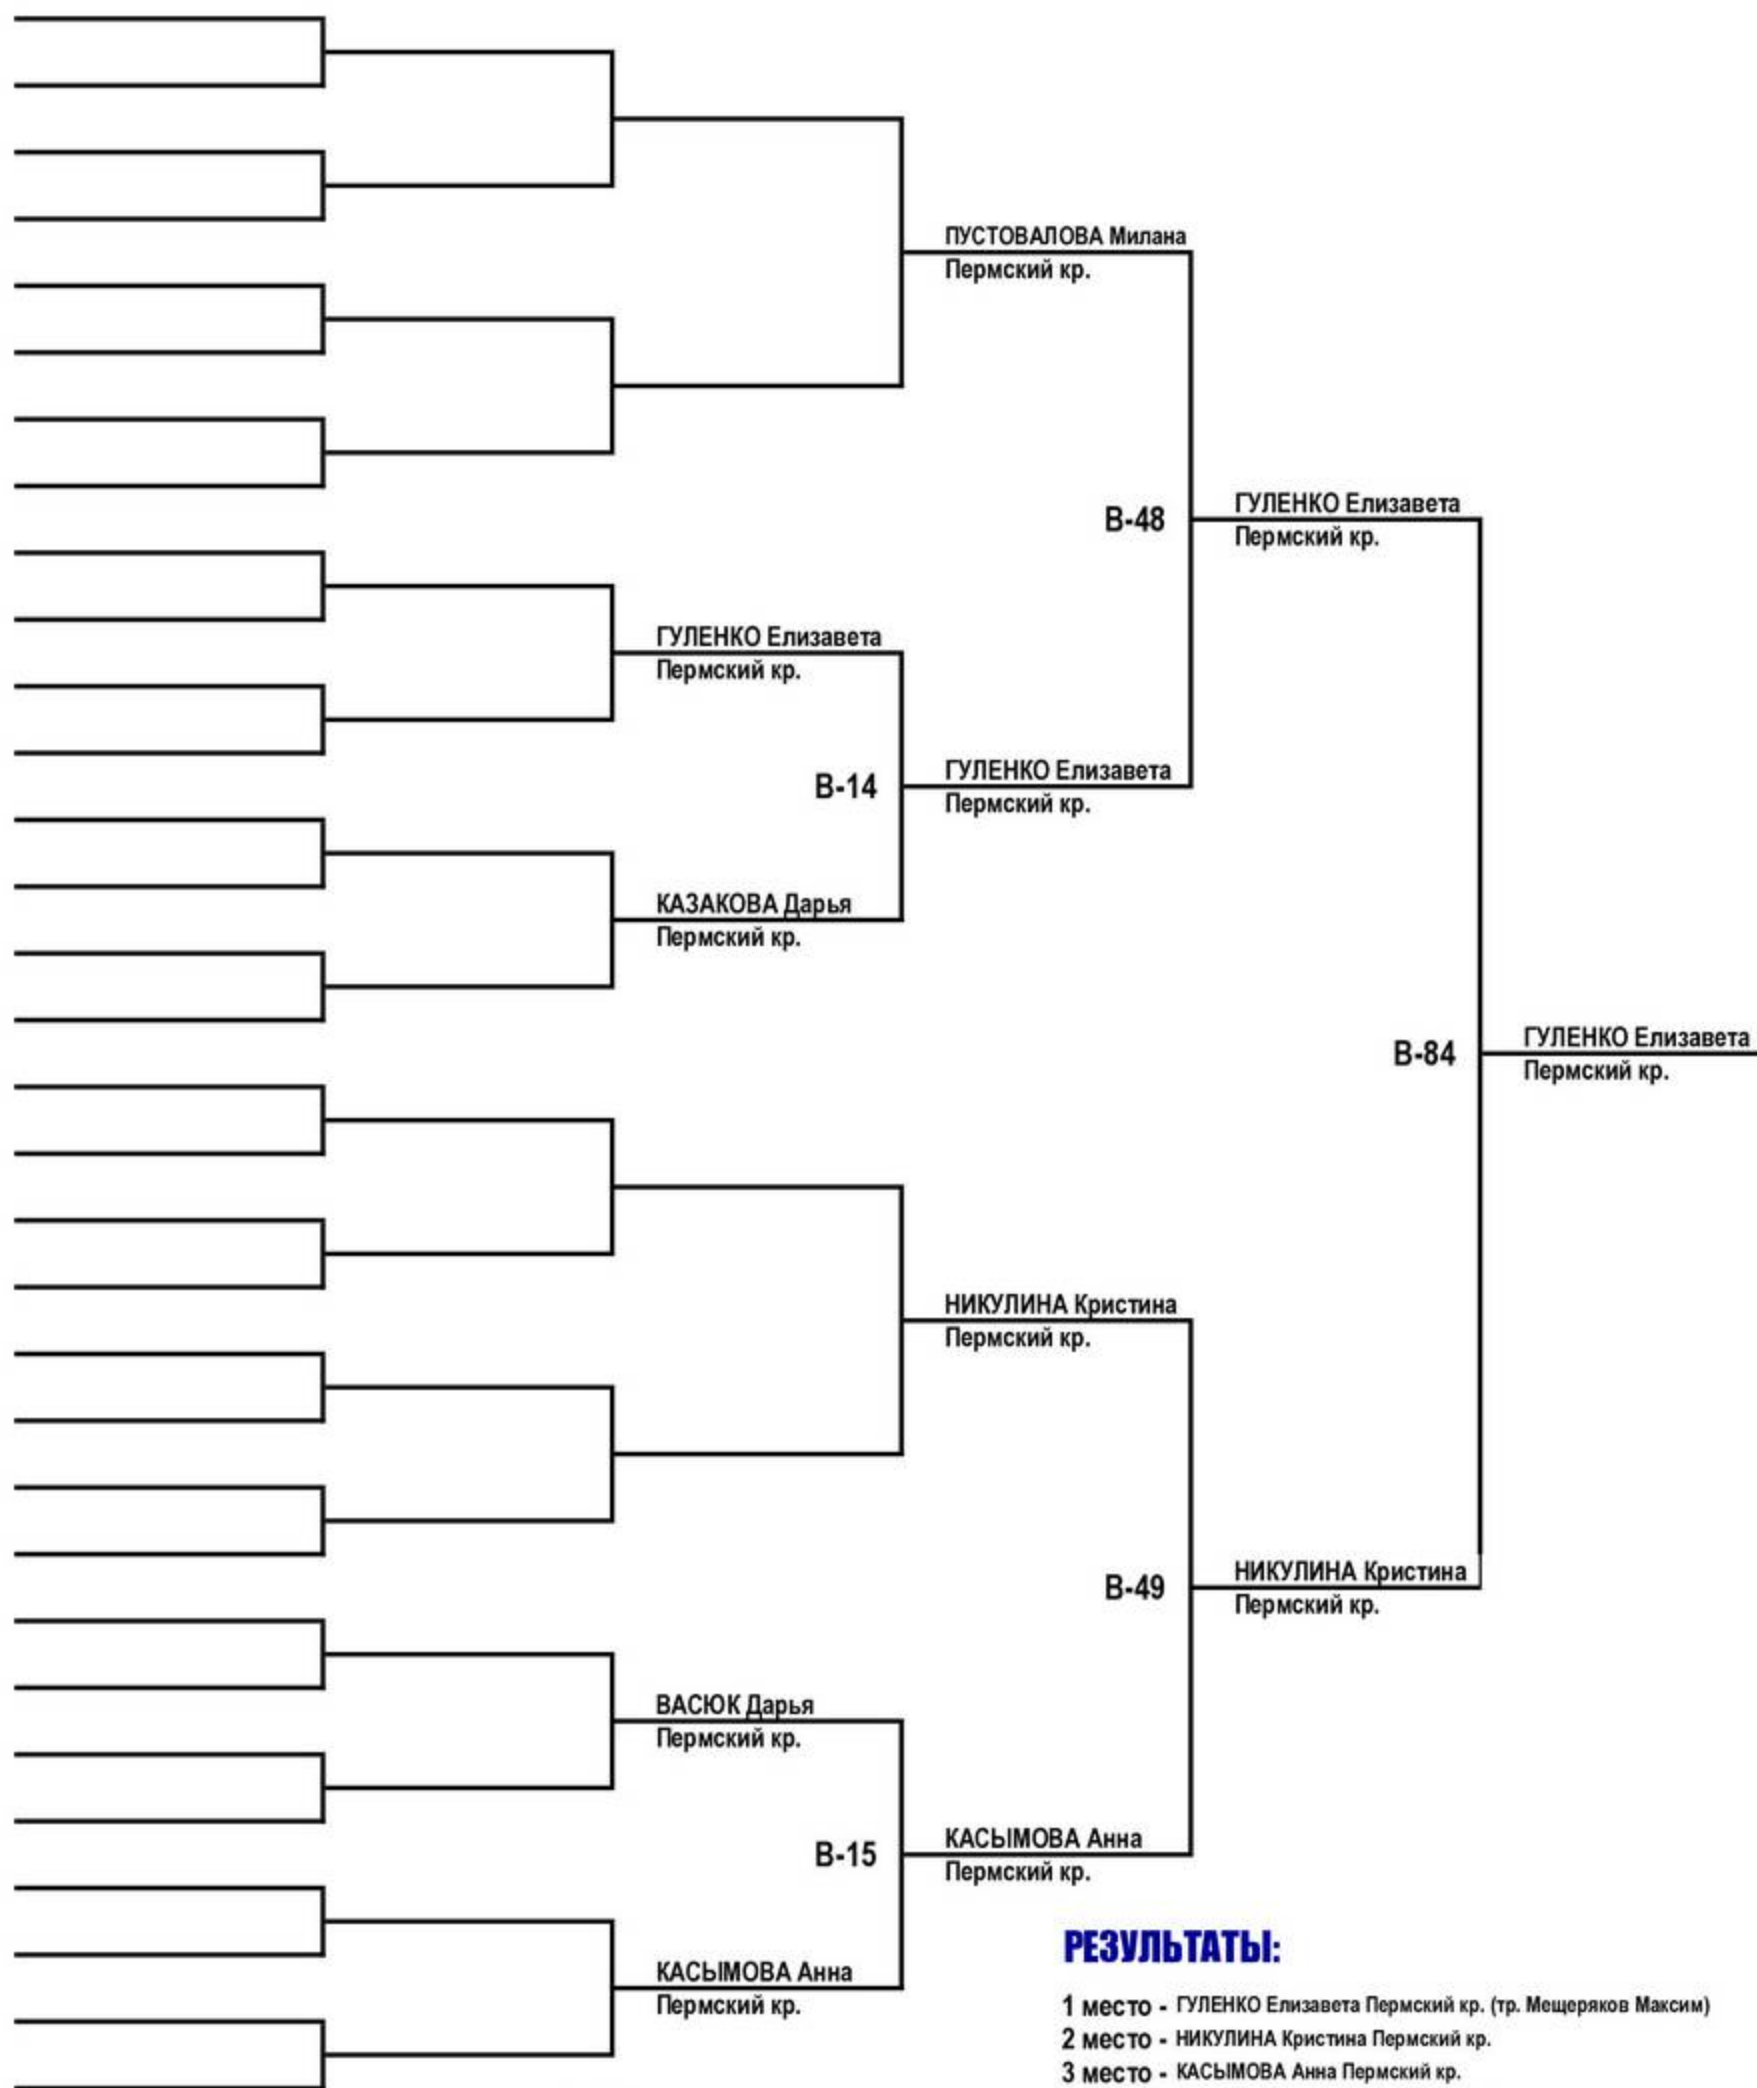 ПУСТОВАЛОВА Милана
Пермский кр.
В-48
ГУЛЕНКО Елизавета
Пермский кр.
ГУЛЕНКО Елизавета
Пермский кр.
В-14
ГУЛЕНКО Елизавета
Пермский кр.
КАЗАКОВА Дарья
Пермский кр.
В-84
ГУЛЕНКО Елизавета
Пермский кр.
НИКУЛИНА Кристина
Пермский кр.
В-49
НИКУЛИНА Кристина
Пермский кр.
ВАСЮК Дарья
Пермский кр.
В-15
КАСЫМОВА Анна
Пермский кр.
КАСЫМОВА Анна
Пермский кр.
РЕЗУЛЬТАТЫ:
1 место - ГУЛЕНКО Елизавета Пермский кр. (тр. Мещеряков Максим)
2 место - НИКУЛИНА Кристина Пермский кр.
3 место - КАСЫМОВА Анна Пермский кр.